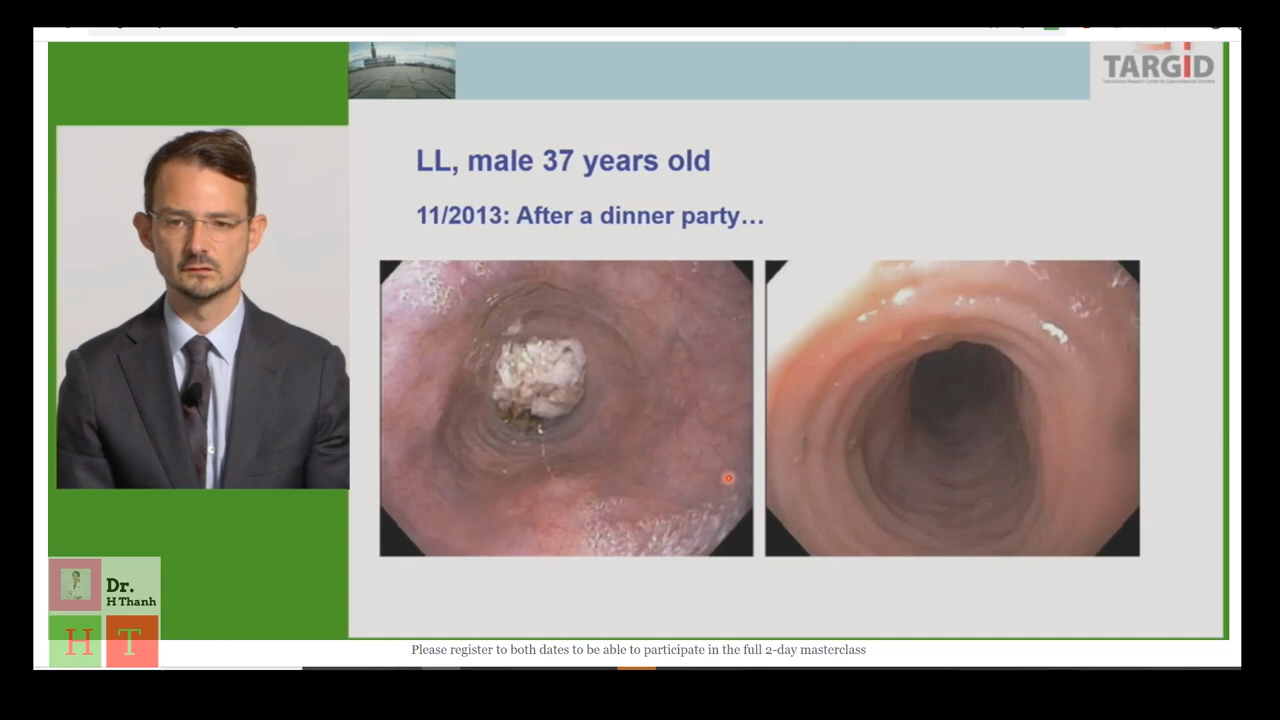 TARGID
LL, male 37 years old
11/2013: After a dinner party...
Dr.
H Thanh
H T
Please register to both dates to be able to participate in the full 2-day masterclass